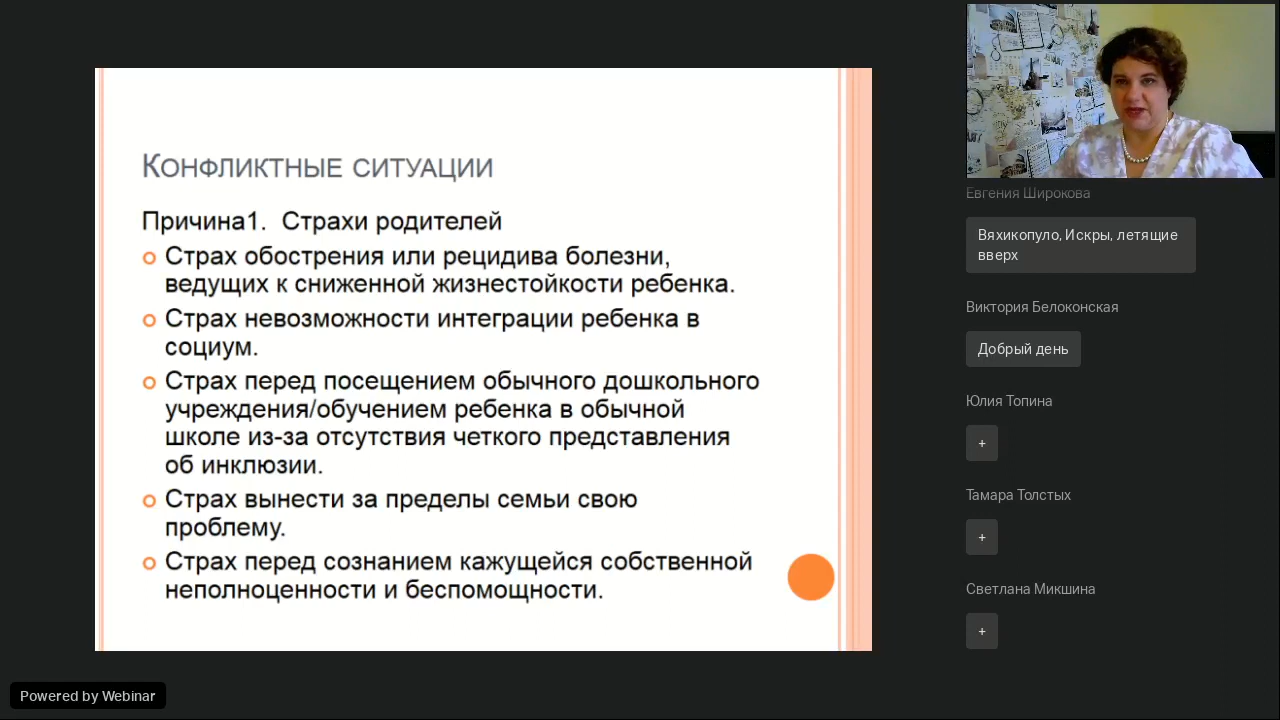 КОНФЛИКТНЫЕ СИТУАЦИИ
Причина1. Страхи родителей
Страх обострения или рецидива болезни,
ведущих к сниженной жизнестойкости ребенка.
Страх невозможности интеграции ребенка в
социум.
Страх перед посещением обычного дошкольного
учреждения/обучением ребенка в обычной
школе из-за отсутствия четкого представления
об инклюзии.
Страх вынести за пределы семьи свою
проблему.
Страх перед сознанием кажущейся собственной
неполноценности и беспомощности.
Евгения Широкова
Вяхикопуло, Искры, летящие
вверх
Виктория Белоконская
Добрый день
Юлия Топина
+
Тамара Толстых
+
Светлана Микшина
+
Powered by Webinar